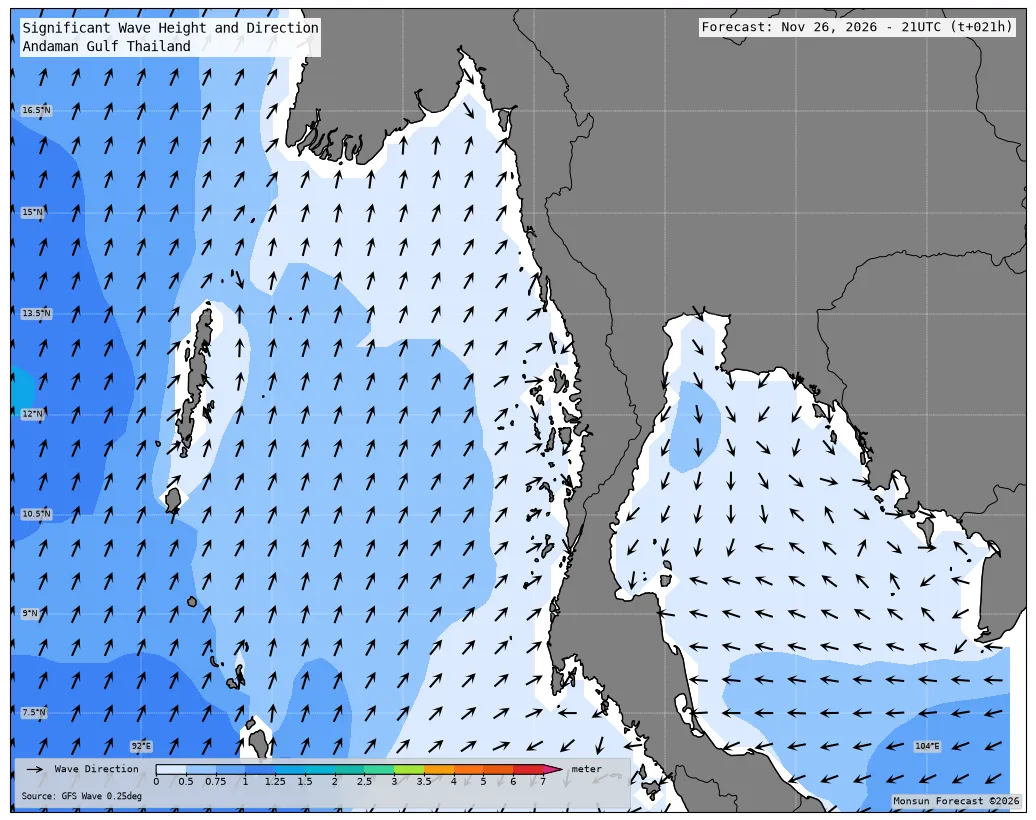 Significant Wave Height and Direction
Andaman Gulf Thailand
Forecast: Nov 26, 2026 - 21UTC (t+021h)
16.5°N
15°N
13.5°N
12°N
10.5°N
9°N
7.5°N
92°E
104°E
Wave Direction
0 0.5 0.75 1 1.25 1.5 2 2.5 3 3.5 4 5 6 7
meter
Source: GFS Wave 0.25deg
Monsun Forecast ©2026